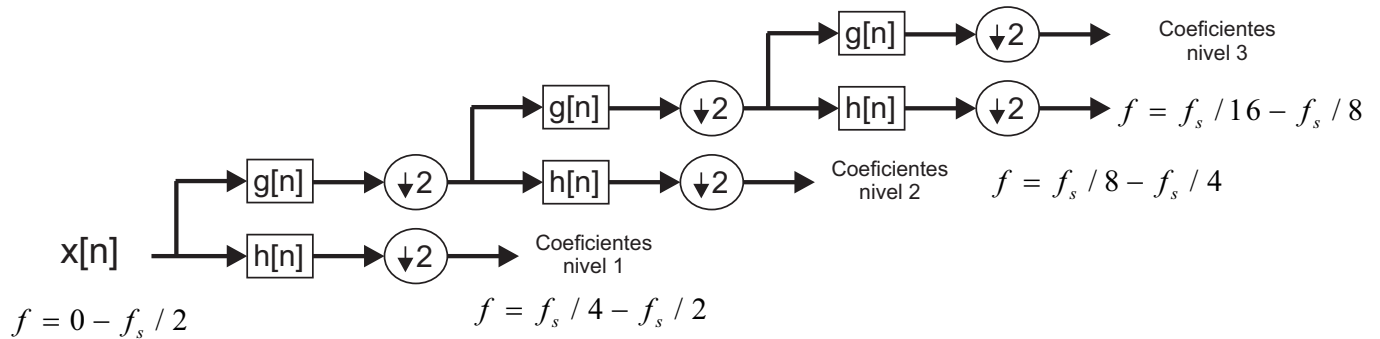 g[n] ↓2 Coeficientes
nivel 3
g[n] ↓2 h[n] ↓2 f = f_s / 16 − f_s / 8
g[n] ↓2 h[n] ↓2 Coeficientes
nivel 2
f = f_s / 8 − f_s / 4
x[n] h[n] ↓2 Coeficientes
nivel 1
f = 0 − f_s / 2
f = f_s / 4 − f_s / 2